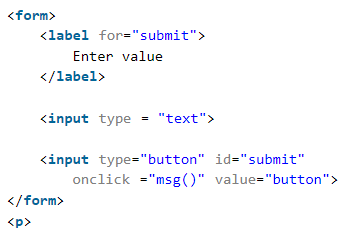 <form>
<label for="submit">
Enter value
</label>
<input type = "text">
<input type="button" id="submit"
onclick ="msg()" value="button">
</form>
<p>